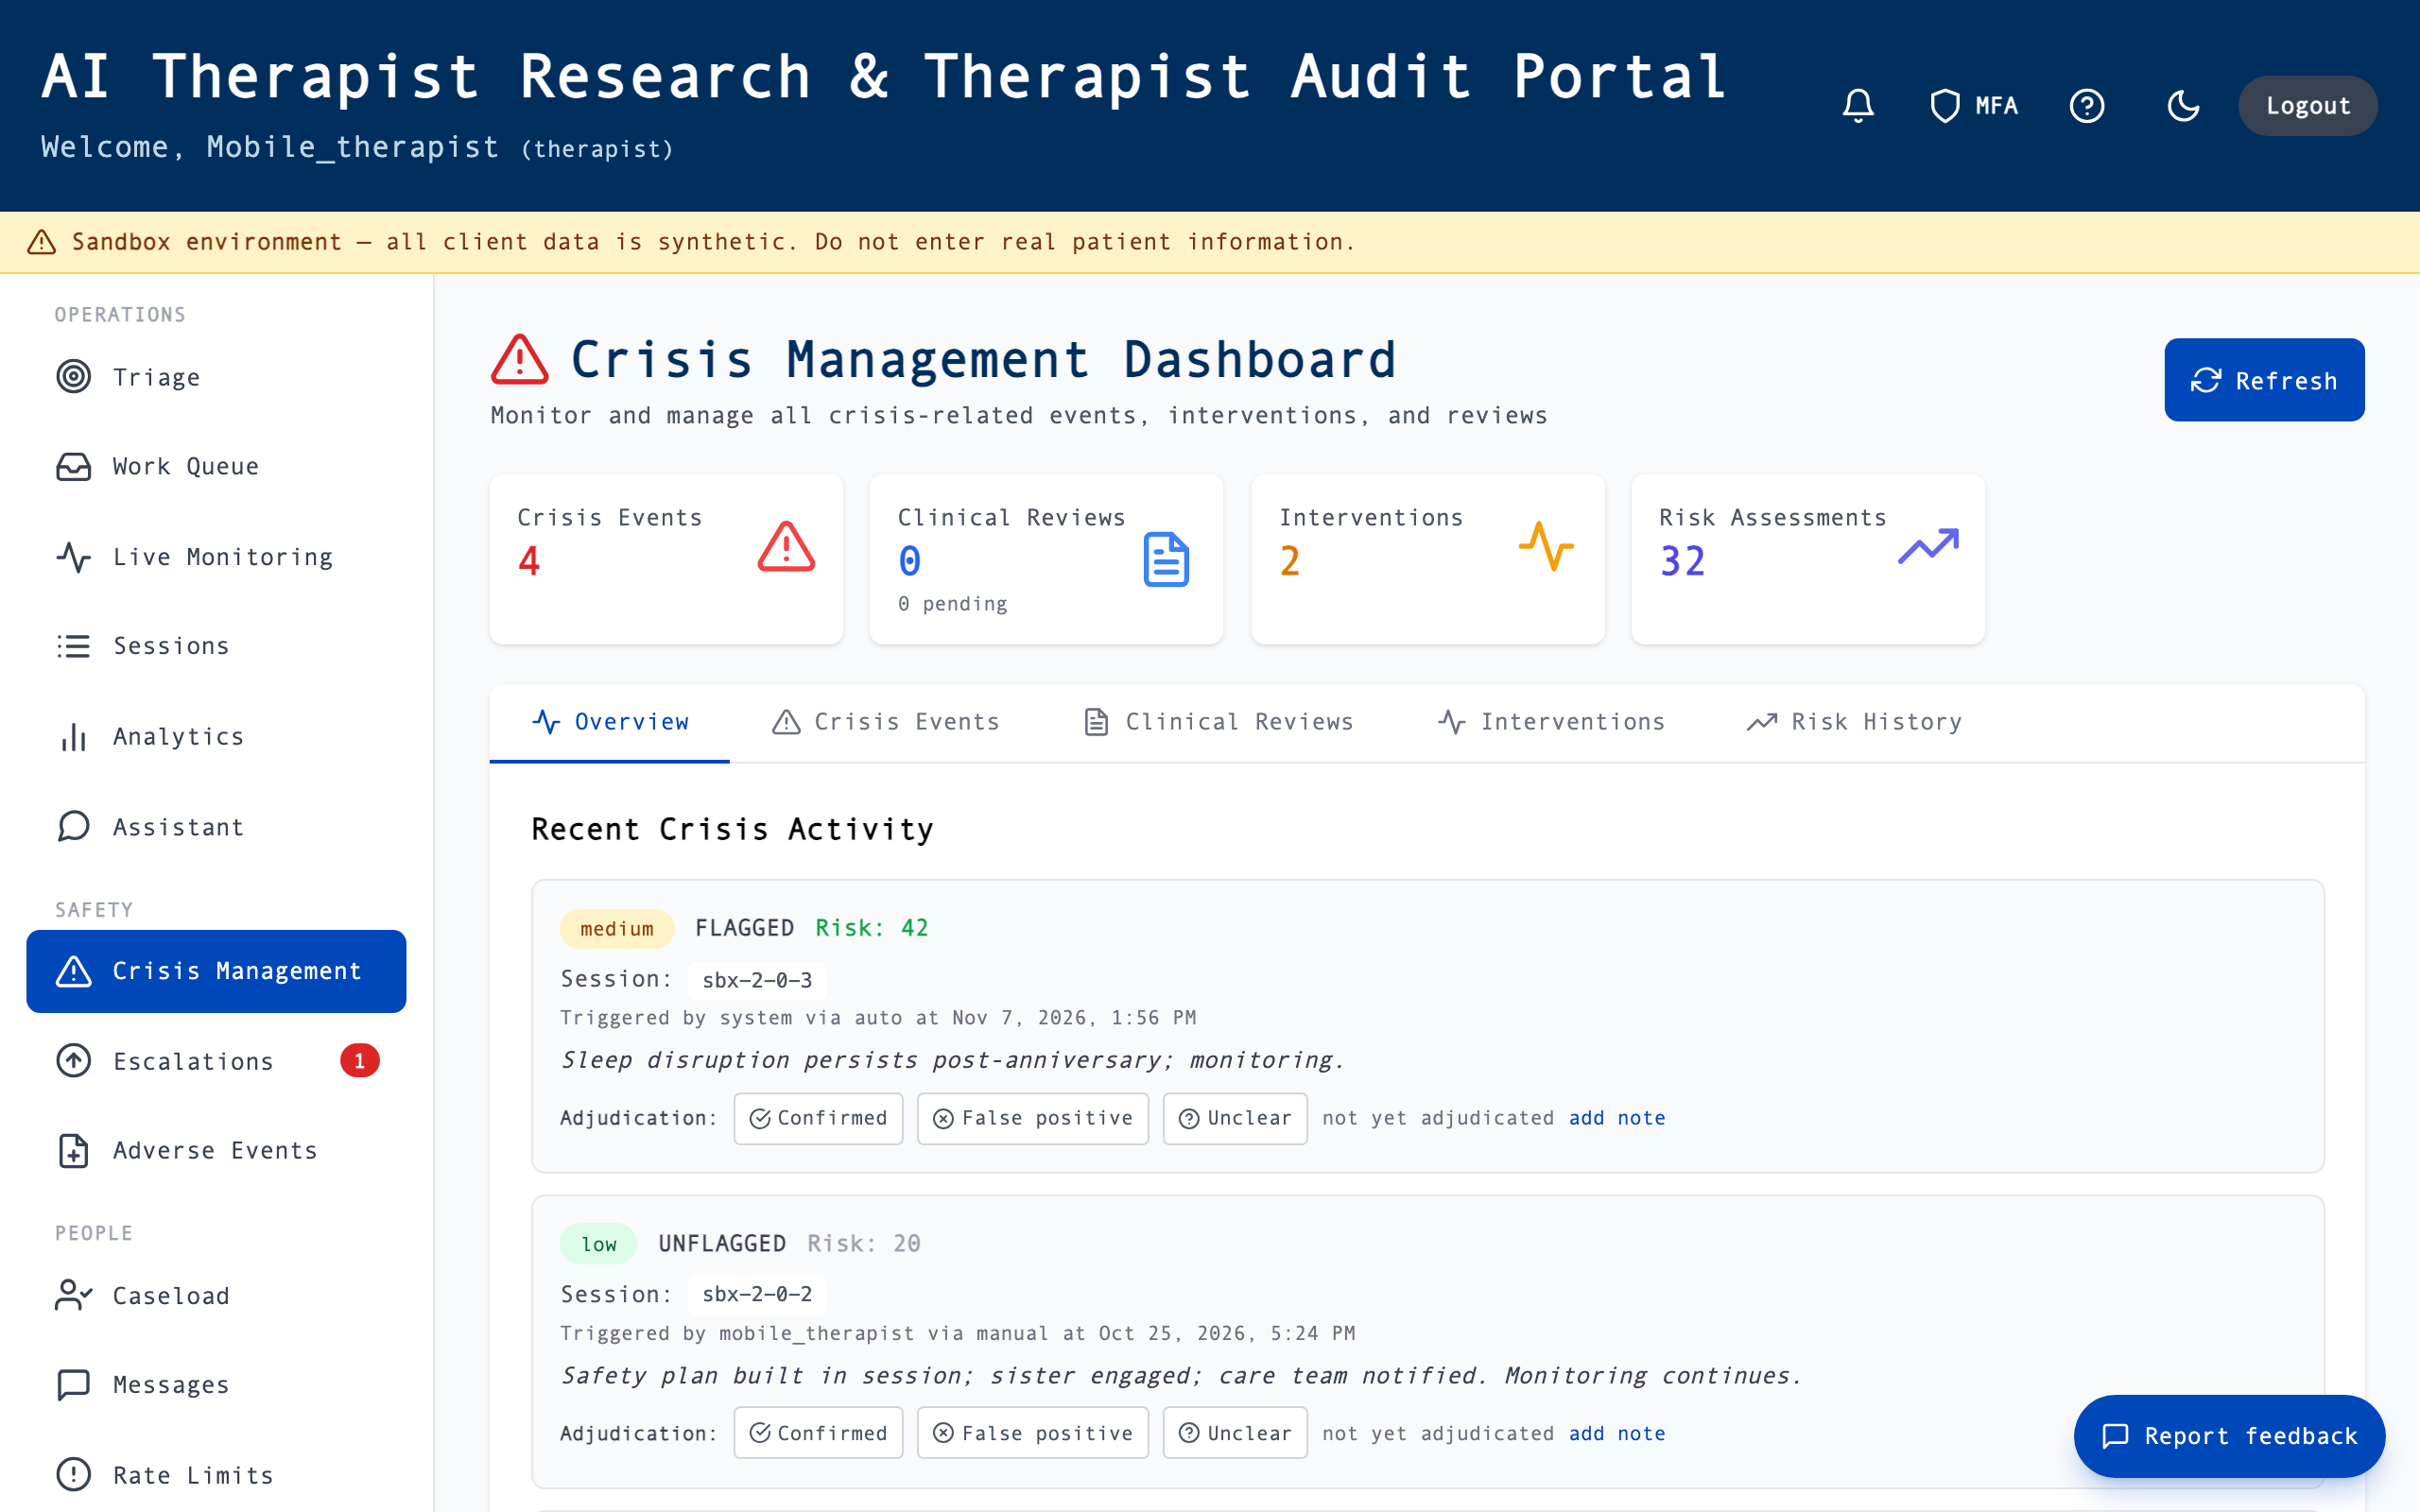 AI Therapist Research & Therapist Audit Portal
Welcome, Mobile_therapist (therapist)
MFA
Logout
Sandbox environment — all client data is synthetic. Do not enter real patient information.
OPERATIONS
Triage
Work Queue
Live Monitoring
Sessions
Analytics
Assistant
SAFETY
Crisis Management
Escalations 1
Adverse Events
PEOPLE
Caseload
Messages
Rate Limits
Crisis Management Dashboard
Monitor and manage all crisis-related events, interventions, and reviews
Refresh
Crisis Events
4
Clinical Reviews
0
0 pending
Interventions
2
Risk Assessments
32
Overview Crisis Events Clinical Reviews Interventions Risk History
Recent Crisis Activity
medium FLAGGED Risk: 42
Session: sbx-2-0-3
Triggered by system via auto at Nov 7, 2026, 1:56 PM
Sleep disruption persists post-anniversary; monitoring.
Adjudication: Confirmed False positive Unclear not yet adjudicated add note
low UNFLAGGED Risk: 20
Session: sbx-2-0-2
Triggered by mobile_therapist via manual at Oct 25, 2026, 5:24 PM
Safety plan built in session; sister engaged; care team notified. Monitoring continues.
Adjudication: Confirmed False positive Unclear not yet adjudicated add note
Report feedback